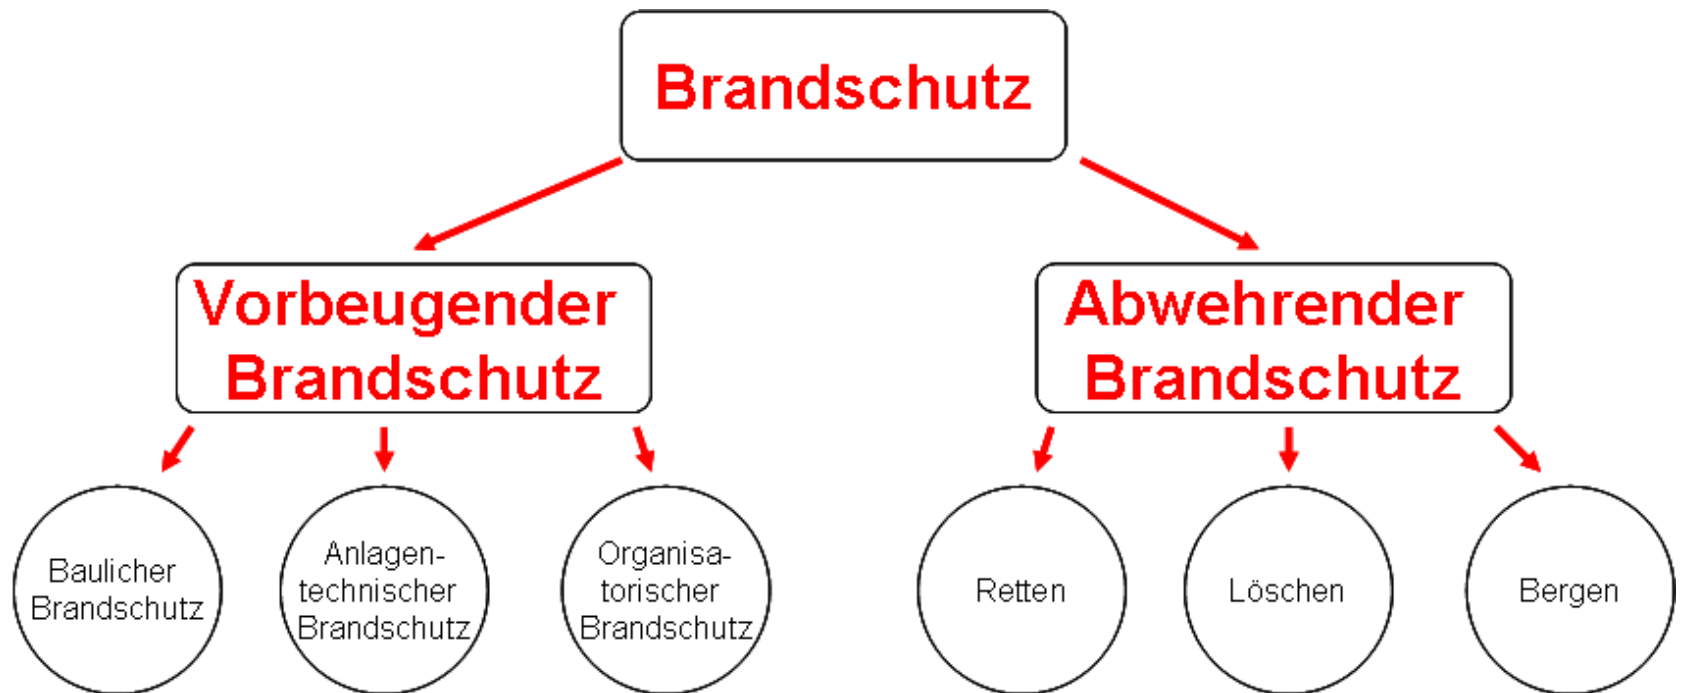 Brandschutz
Vorbeugender
Brandschutz
Abwehrender
Brandschutz
Baulicher
Brandschutz
Anlagen-
technischer
Brandschutz
Organisa-
torischer
Brandschutz
Retten
Löschen
Bergen